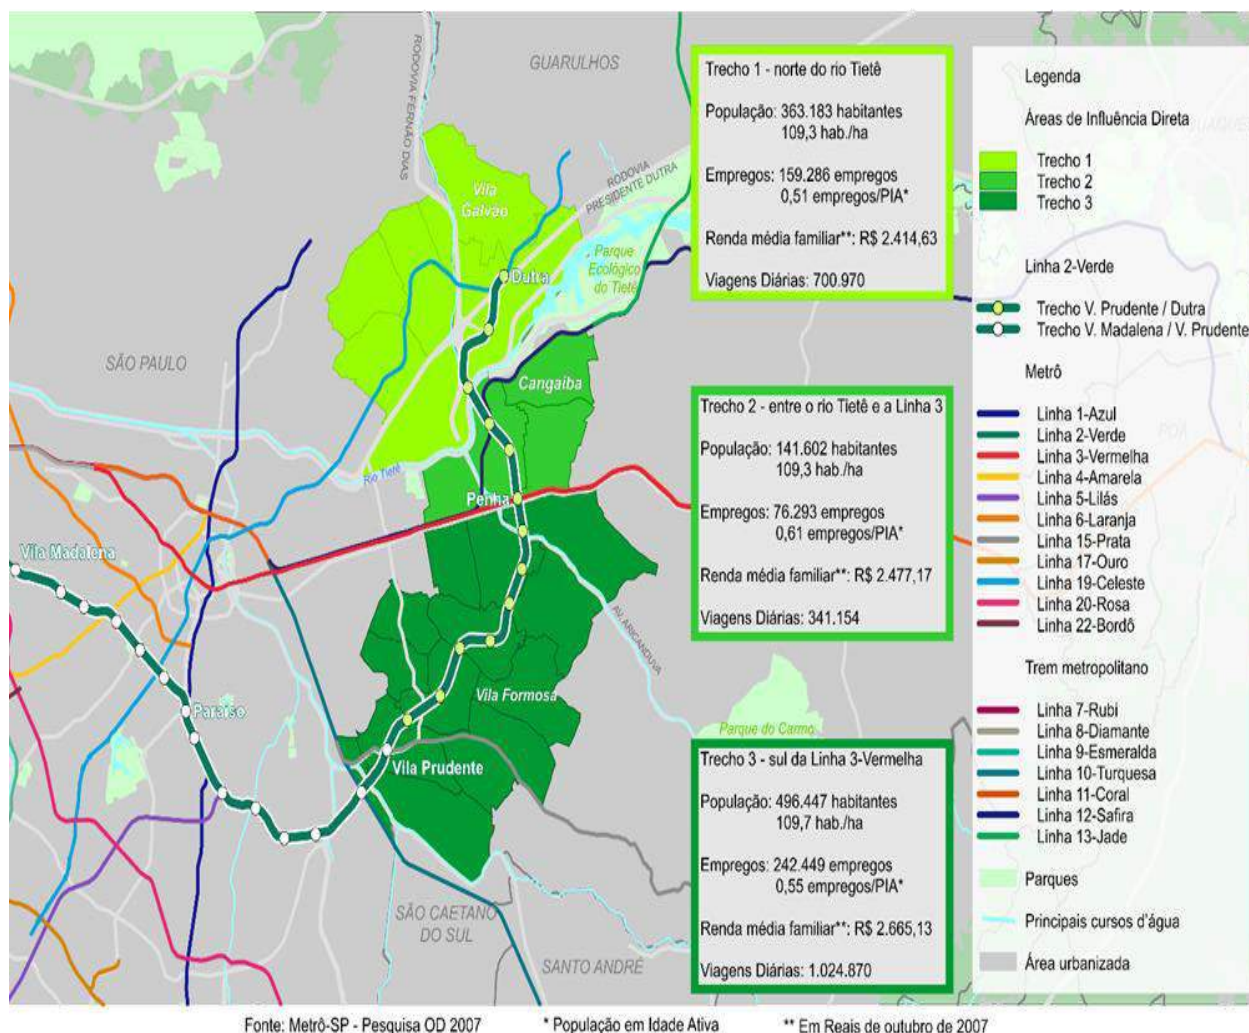 GUARULHOS
RODOVIA FERNÃO DIAS
RODOVIA
PRESIDENTE DUTRA
Vila
Galvão
Dutra
Parque
Ecológico
do Tietê
SÃO PAULO
Cangaíba
Rio Tietê
Penha
Vila Madalena
AV. ARICANDUVA
Paraíso
Vila Formosa
Vila Prudente
Parque do Carmo
SÃO CAETANO
DO SUL
SANTO ANDRÉ
POÁ
Trecho 1 - norte do rio Tietê
População: 363.183 habitantes
109,3 hab./ha
Empregos: 159.286 empregos
0,51 empregos/PIA*
Renda média familiar**: R$ 2.414,63
Viagens Diárias: 700.970
Trecho 2 - entre o rio Tietê e a Linha 3
População: 141.602 habitantes
109,3 hab./ha
Empregos: 76.293 empregos
0,61 empregos/PIA*
Renda média familiar**: R$ 2.477,17
Viagens Diárias: 341.154
Trecho 3 - sul da Linha 3-Vermelha
População: 496.447 habitantes
109,7 hab./ha
Empregos: 242.449 empregos
0,55 empregos/PIA*
Renda média familiar**: R$ 2.665,13
Viagens Diárias: 1.024.870
Legenda
Áreas de Influência Direta
Trecho 1
Trecho 2
Trecho 3
Linha 2-Verde
Trecho V. Prudente / Dutra
Trecho V. Madalena / V. Prudente
Metrô
Linha 1-Azul
Linha 2-Verde
Linha 3-Vermelha
Linha 4-Amarela
Linha 5-Lilás
Linha 6-Laranja
Linha 15-Prata
Linha 17-Ouro
Linha 19-Celeste
Linha 20-Rosa
Linha 22-Bordô
Trem metropolitano
Linha 7-Rubi
Linha 8-Diamante
Linha 9-Esmeralda
Linha 10-Turquesa
Linha 11-Coral
Linha 12-Safira
Linha 13-Jade
Parques
Principais cursos d'água
Área urbanizada
Fonte: Metrô-SP - Pesquisa OD 2007 * População em Idade Ativa ** Em Reais de outubro de 2007